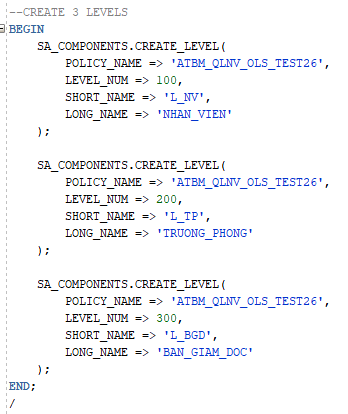 --CREATE 3 LEVELS
BEGIN
    SA_COMPONENTS.CREATE_LEVEL(
        POLICY_NAME => 'ATBM_QLNV_OLS_TEST26',
        LEVEL_NUM => 100,
        SHORT_NAME => 'L_NV',
        LONG_NAME => 'NHAN_VIEN'
    );

    SA_COMPONENTS.CREATE_LEVEL(
        POLICY_NAME => 'ATBM_QLNV_OLS_TEST26',
        LEVEL_NUM => 200,
        SHORT_NAME => 'L_TP',
        LONG_NAME => 'TRUONG_PHONG'
    );

    SA_COMPONENTS.CREATE_LEVEL(
        POLICY_NAME => 'ATBM_QLNV_OLS_TEST26',
        LEVEL_NUM => 300,
        SHORT_NAME => 'L_BGD',
        LONG_NAME => 'BAN_GIAM_DOC'
    );
END;
/